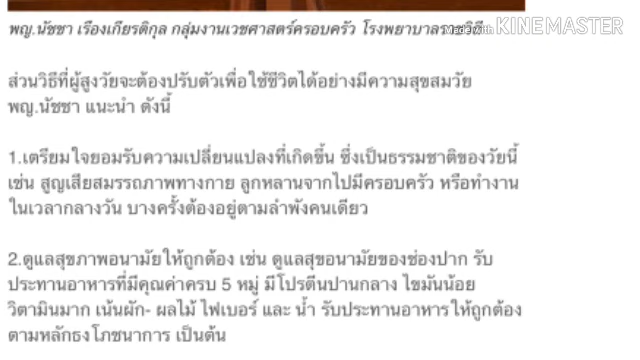 พญ.นัชชา เรืองเกียรติกุล กลุ่มงานเวชศาสตร์ครอบครัว โรงพยาบาลราชวิถี
Made with KINEMASTER
ส่วนวิธีที่ผู้สูงวัยจะต้องปรับตัวเพื่อใช้ชีวิตได้อย่างมีความสุขสมวัย
พญ.นัชชา แนะนำ ดังนี้
1.เตรียมใจยอมรับความเปลี่ยนแปลงที่เกิดขึ้น ซึ่งเป็นธรรมชาติของวัยนี้
เช่น สูญเสียสมรรถภาพทางกาย ลูกหลานจากไปมีครอบครัว หรือทำงาน
ในเวลากลางวัน บางครั้งต้องอยู่ตามลำพังคนเดียว
2.ดูแลสุขภาพอนามัยให้ถูกต้อง เช่น ดูแลสุขอนามัยของช่องปาก รับ
ประทานอาหารที่มีคุณค่าครบ 5 หมู่ มีโปรตีนปานกลาง ไขมันน้อย
วิตามินมาก เน้นผัก- ผลไม้ ไฟเบอร์ และ น้ำ รับประทานอาหารให้ถูกต้อง
ตามหลักธงโภชนาการ เป็นต้น